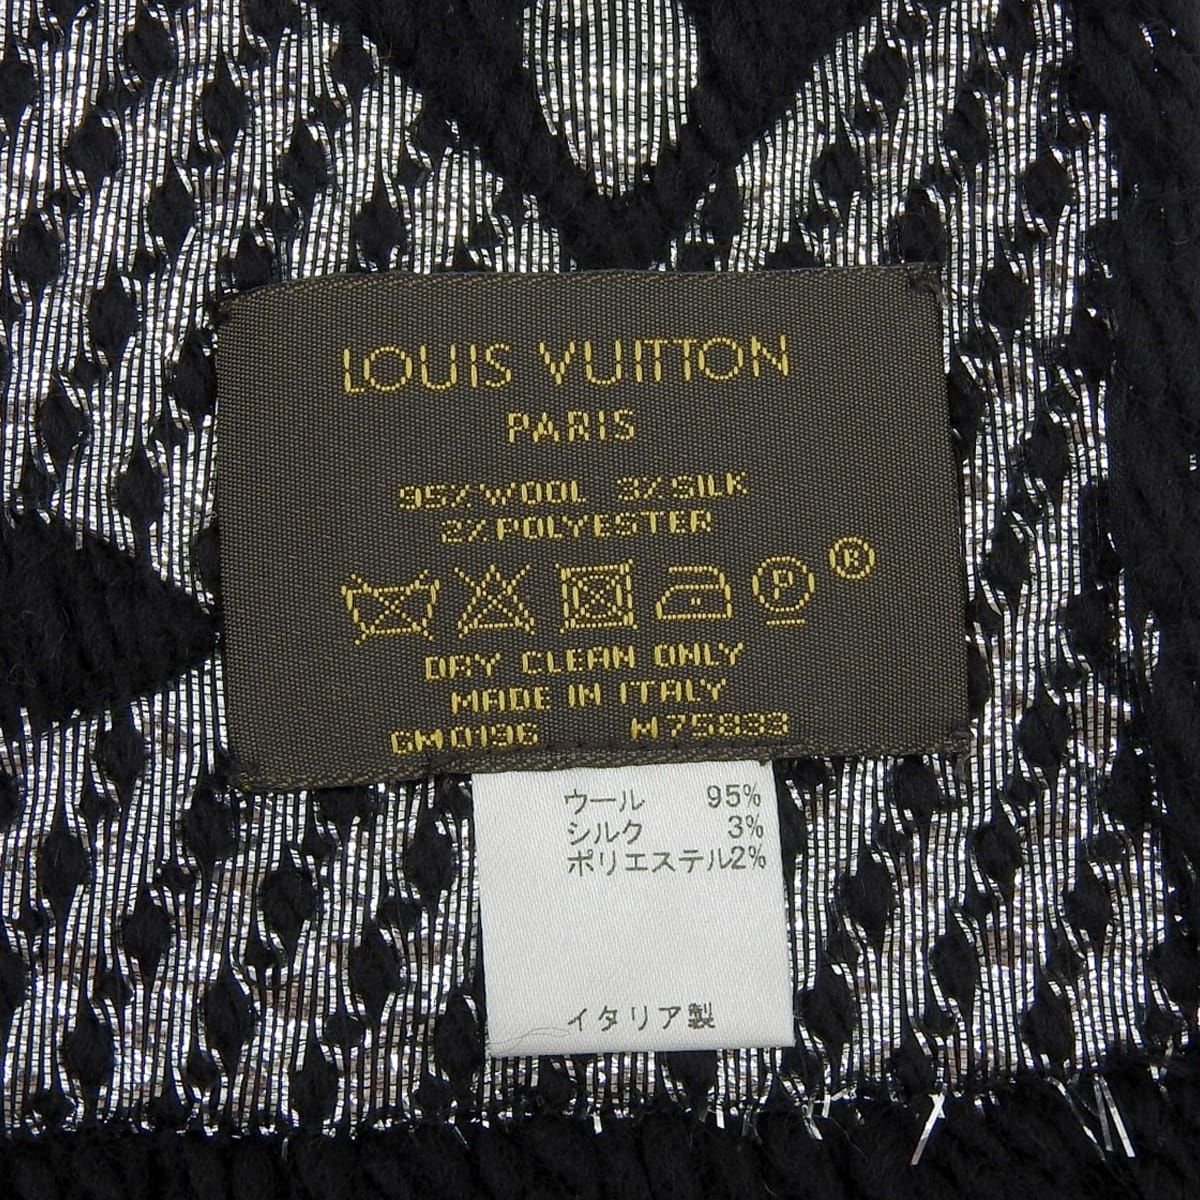 LOUIS VUITTON
PARIS
95% WOOL 3% SILK
2% POLYESTER
P ®
DRY CLEAN ONLY
MADE IN ITALY
GM0196 M75833
ウール 95%
シルク 3%
ポリエステル2%
イタリア製